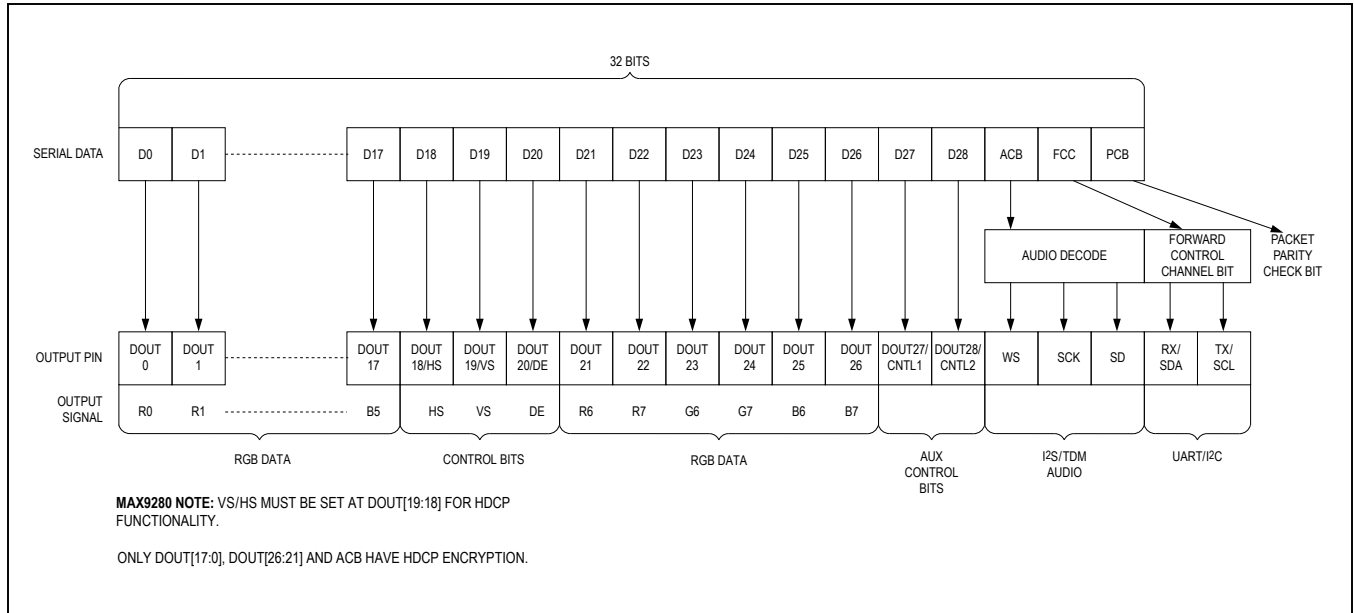 32 BITS
SERIAL DATA D0 D1 D17 D18 D19 D20 D21 D22 D23 D24 D25 D26 D27 D28 ACB FCC PCB
AUDIO DECODE
FORWARD
CONTROL
CHANNEL BIT
PACKET
PARITY
CHECK BIT
OUTPUT PIN
DOUT
0
DOUT
1
DOUT
17
DOUT
18/HS
DOUT
19/VS
DOUT
20/DE
DOUT
21
DOUT
22
DOUT
23
DOUT
24
DOUT
25
DOUT
26
DOUT27/
CNTL1
DOUT28/
CNTL2
WS
SCK
SD
RX/
SDA
TX/
SCL
OUTPUT
SIGNAL
R0 R1 B5 HS VS DE R6 R7 G6 G7 B6 B7
RGB DATA
CONTROL BITS
RGB DATA
AUX
CONTROL
BITS
I2S/TDM
AUDIO
UART/I2C
MAX9280 NOTE: VS/HS MUST BE SET AT DOUT[19:18] FOR HDCP
FUNCTIONALITY.
ONLY DOUT[17:0], DOUT[26:21] AND ACB HAVE HDCP ENCRYPTION.